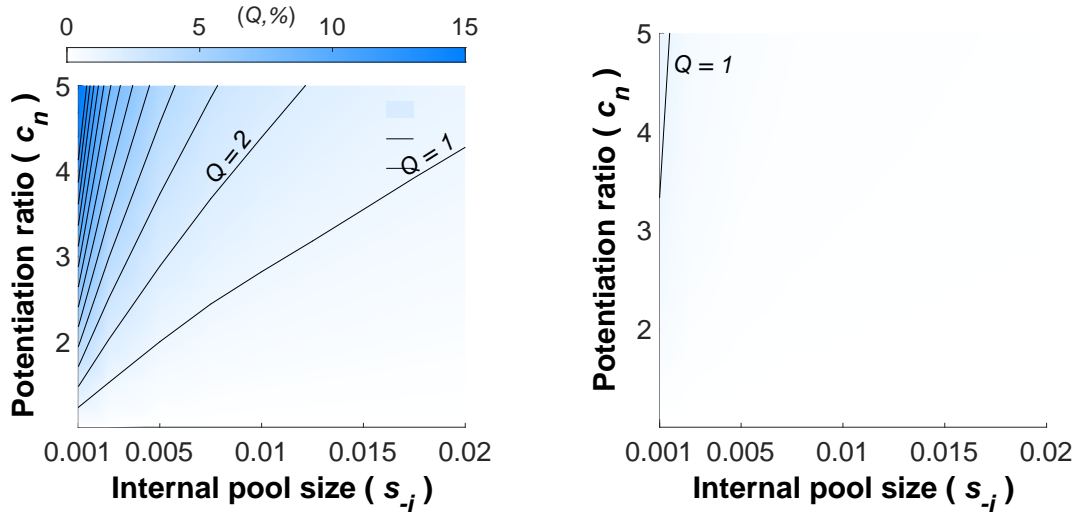 (Q,%)
0 5 10 15
5
4
3
2
Potentiation ratio ( c_n )
Q = 2
Q = 1
0.001 0.005 0.01 0.015 0.02
Internal pool size ( s_-i )
5
4
3
2
Potentiation ratio ( c_n )
Q = 1
0.001 0.005 0.01 0.015 0.02
Internal pool size ( s_-i )